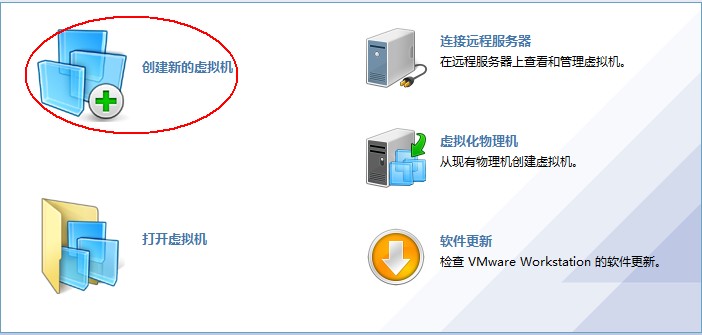 创建新的虚拟机
打开虚拟机
连接远程服务器
在远程服务器上查看和管理虚拟机。
虚拟化物理机
从现有物理机创建虚拟机。
软件更新
检查 VMware Workstation 的软件更新。